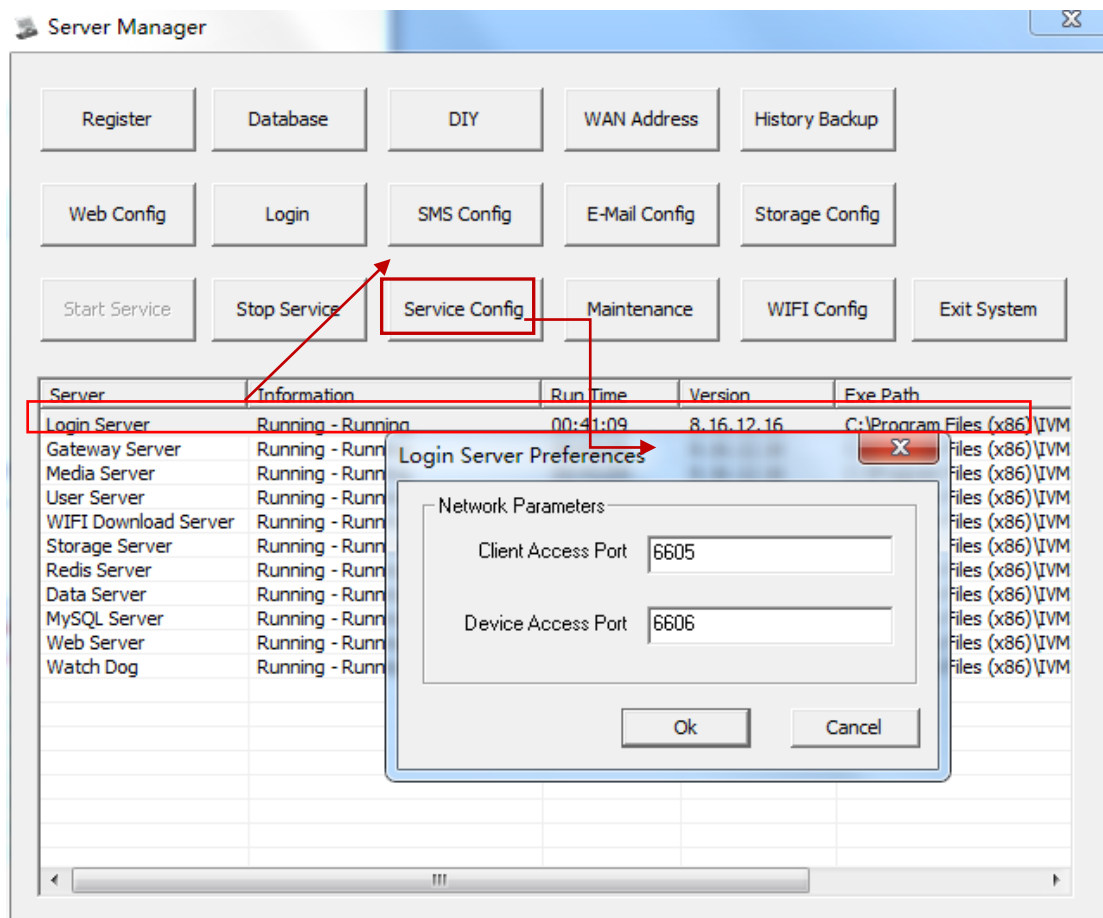 Server Manager
Register Database DIY WAN Address History Backup
Web Config Login SMS Config E-Mail Config Storage Config
Start Service Stop Service Service Config Maintenance WIFI Config Exit System
Server Information Run Time Version Exe Path
Login Server Running - Running 00:41:09 8.16.12.16 C:\Program Files (x86)\IVM
Gateway Server Running - Runn Files (x86)\IVM
Media Server Running - Runn Files (x86)\IVM
User Server Running - Runn Files (x86)\IVM
WIFI Download Server Running - Runn Files (x86)\IVM
Storage Server Running - Runn Files (x86)\IVM
Redis Server Running - Runn Files (x86)\IVM
Data Server Running - Runn Files (x86)\IVM
MySQL Server Running - Runn Files (x86)\IVM
Web Server Running - Runn Files (x86)\IVM
Watch Dog Running - Runn Files (x86)\IVM
Login Server Preferences
Network Parameters
Client Access Port 6605
Device Access Port 6606
Ok Cancel